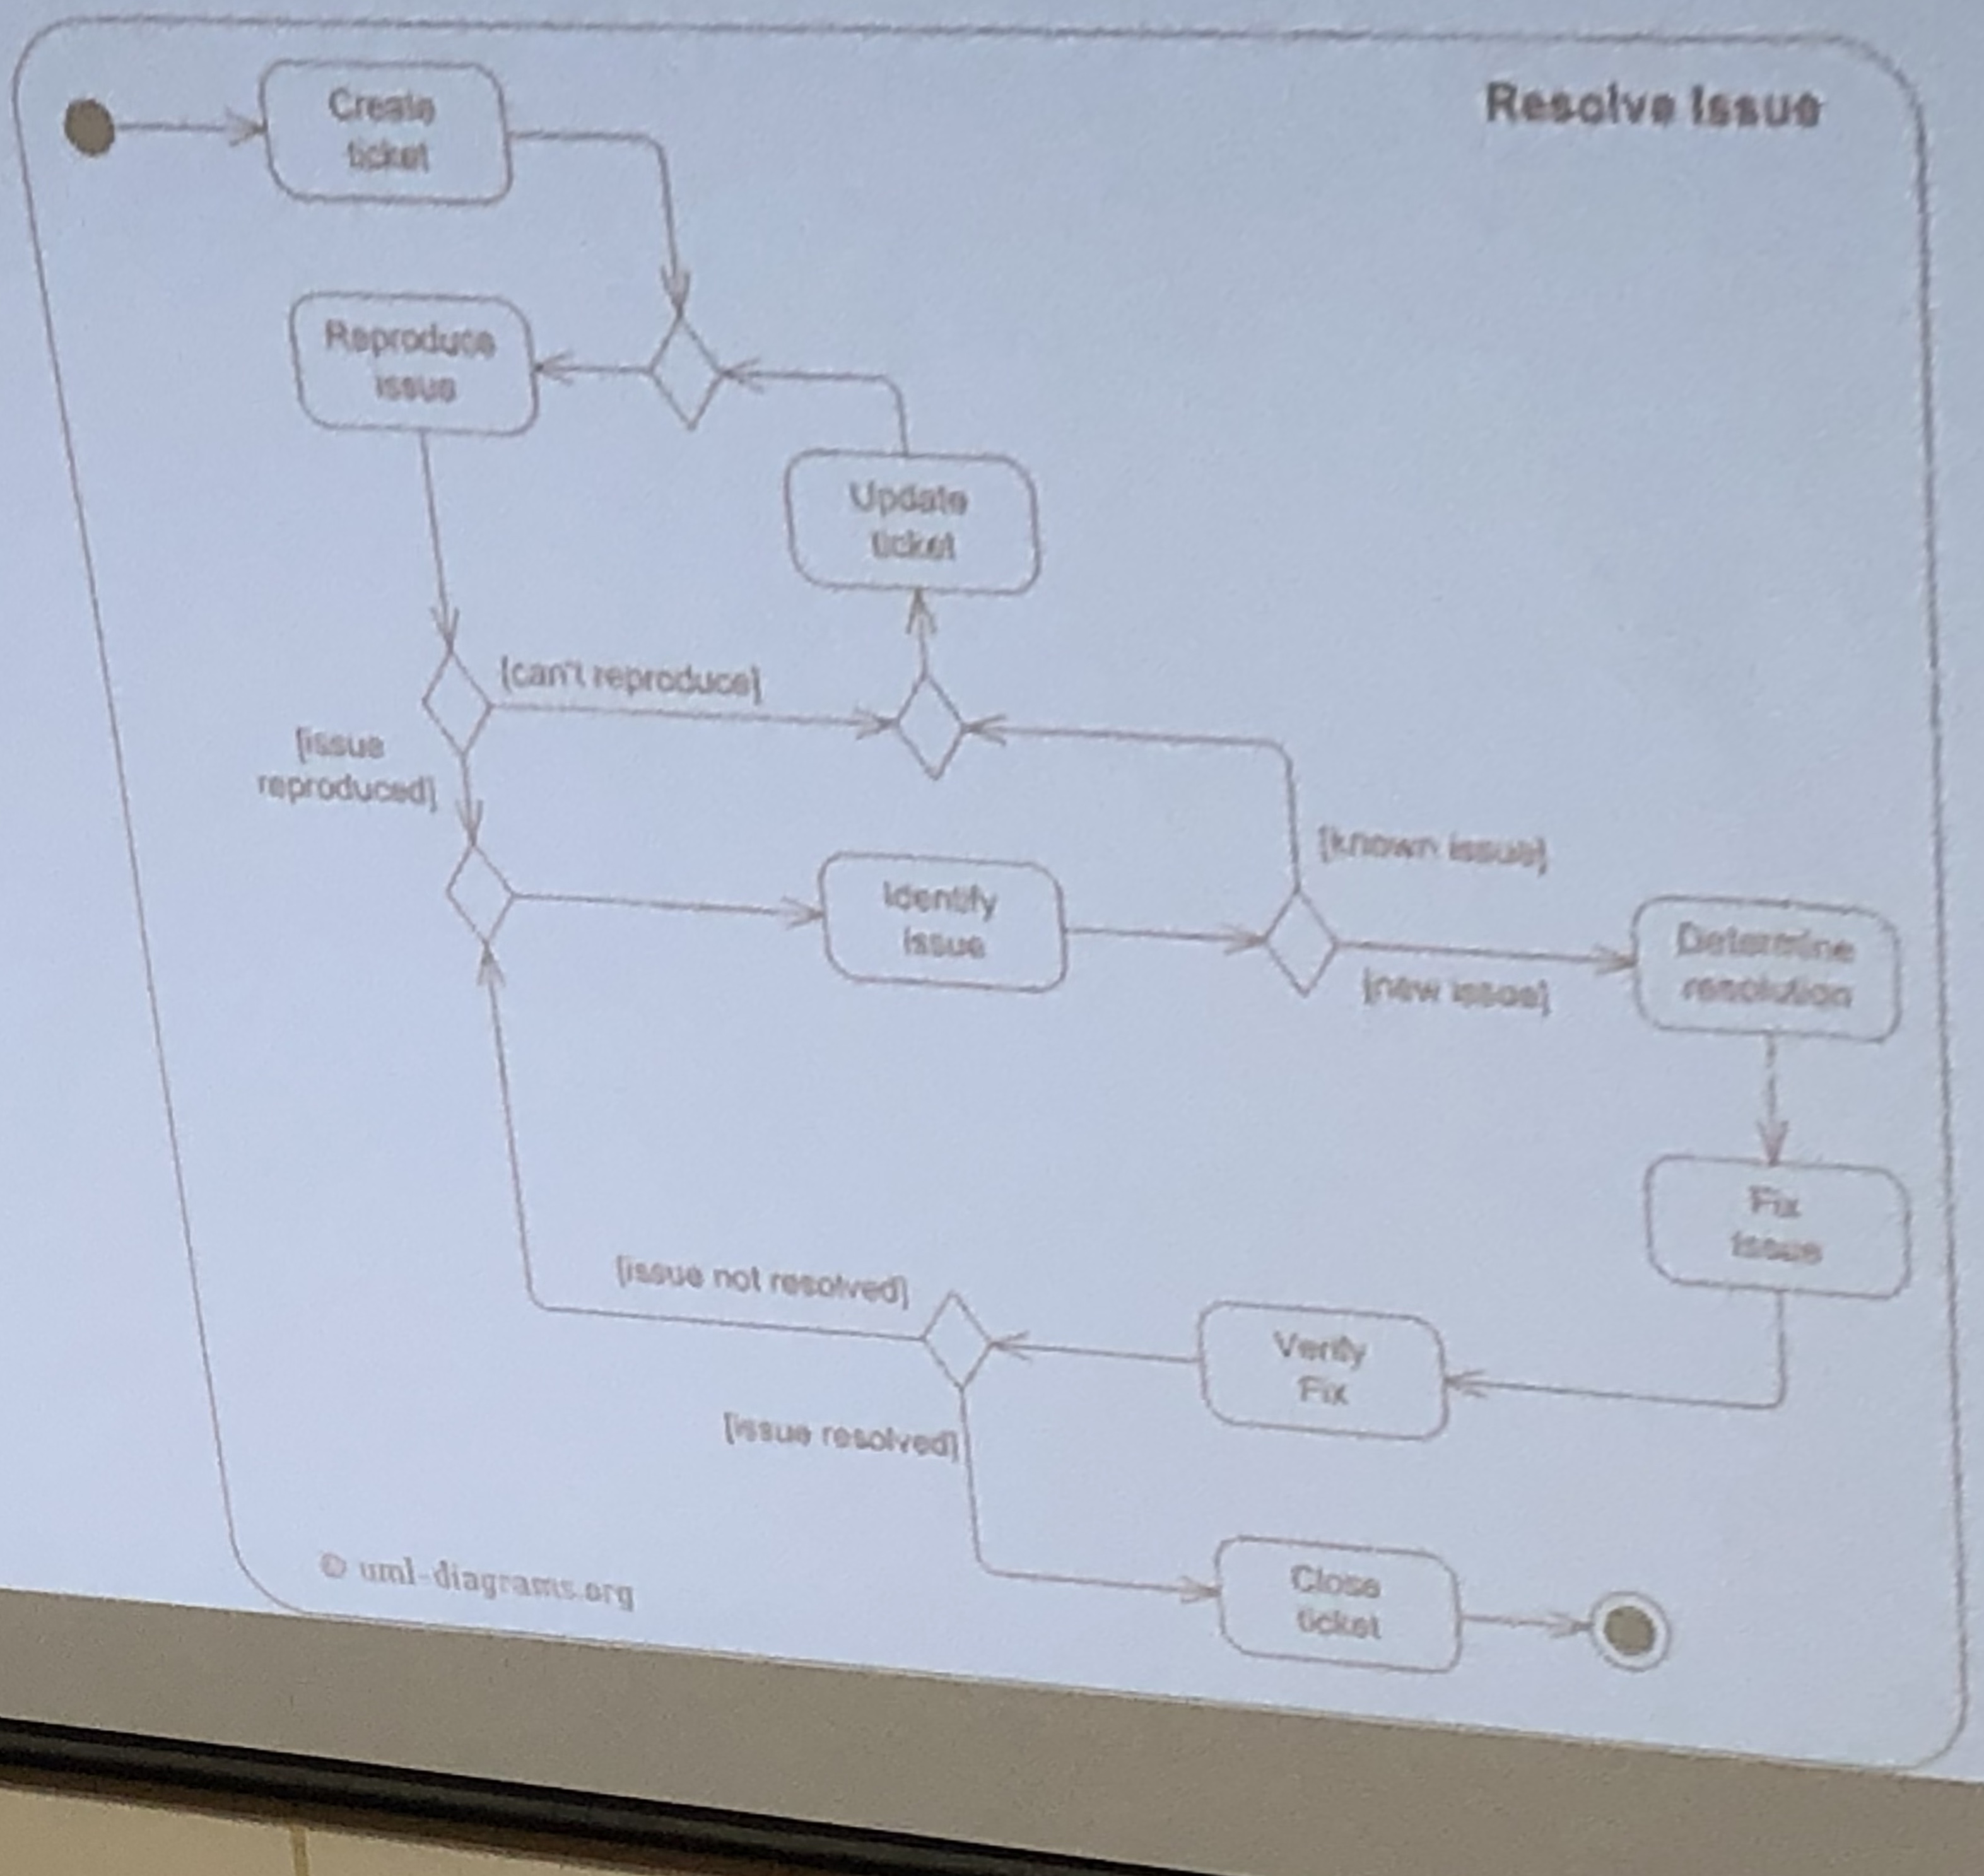 Resolve Issue
Create
ticket
Reproduce
issue
Update
ticket
[can't reproduce]
[issue
reproduced]
[known issue]
Identify
issue
Determine
resolution
[new issue]
Fix
issue
[issue not resolved]
Verify
Fix
[issue resolved]
Close
ticket
© uml-diagrams.org